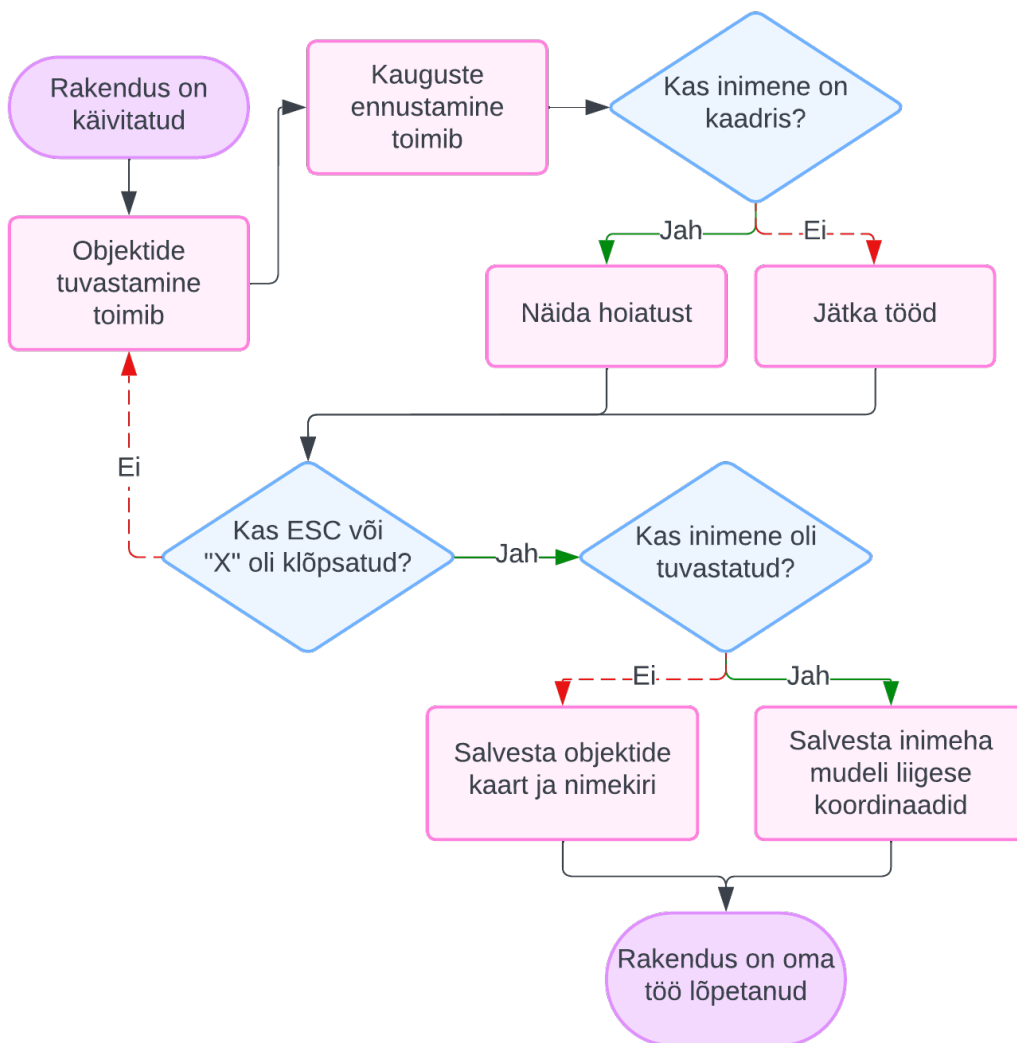 Rakendus on
käivitatud
Kauguste
ennustamine
toimib
Kas inimene on
kaadris?
Objektide
tuvastamine
toimib
Jah
Ei
Näida hoiatust
Jätka tööd
Ei
Kas ESC või
"X" oli klõpsatud?
Jah
Kas inimene oli
tuvastatud?
Ei
Jah
Salvesta objektide
kaart ja nimekiri
Salvesta inimeha
mudeli liigese
koordinaadid
Rakendus on oma
töö lõpetanud